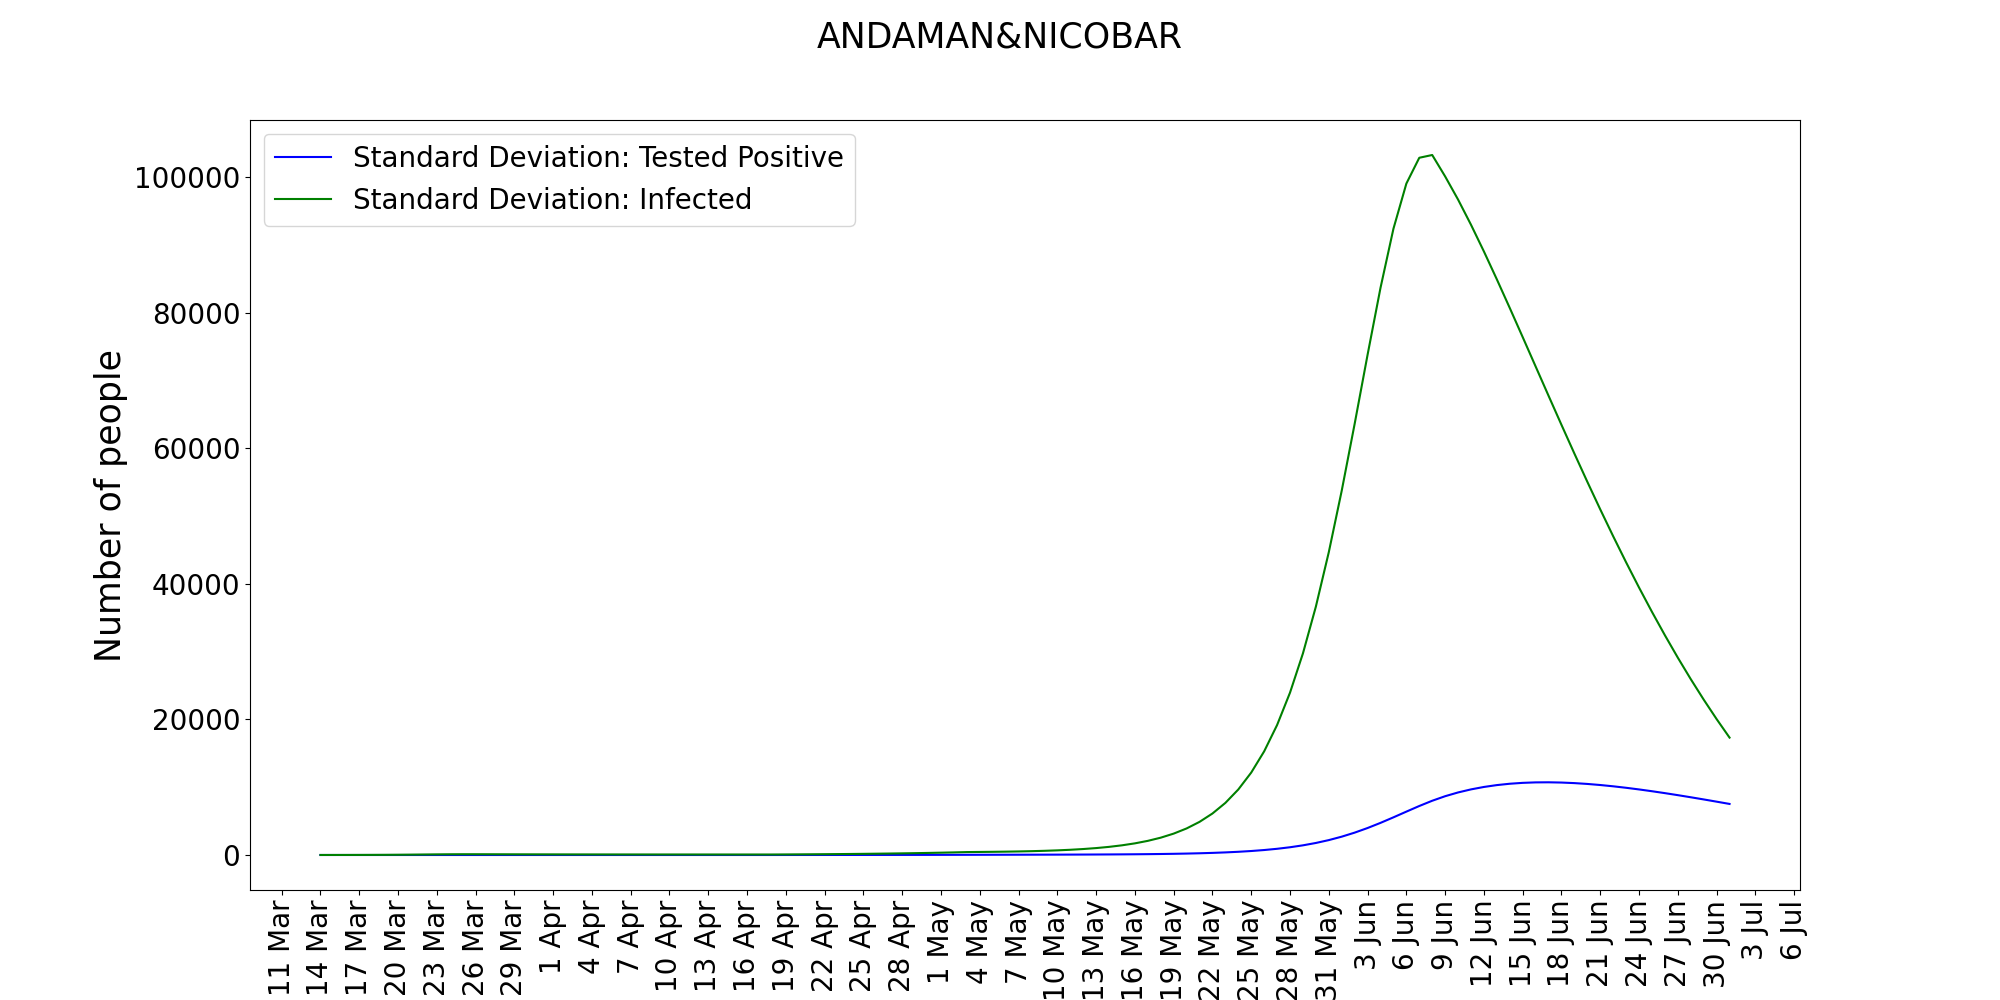 ANDAMAN&NICOBAR
Standard Deviation: Tested Positive
Standard Deviation: Infected
Number of people
100000
80000
60000
40000
20000
0
11 Mar
14 Mar
17 Mar
20 Mar
23 Mar
26 Mar
29 Mar
1 Apr
4 Apr
7 Apr
10 Apr
13 Apr
16 Apr
19 Apr
22 Apr
25 Apr
28 Apr
1 May
4 May
7 May
10 May
13 May
16 May
19 May
22 May
25 May
28 May
31 May
3 Jun
6 Jun
9 Jun
12 Jun
15 Jun
18 Jun
21 Jun
24 Jun
27 Jun
30 Jun
3 Jul
6 Jul